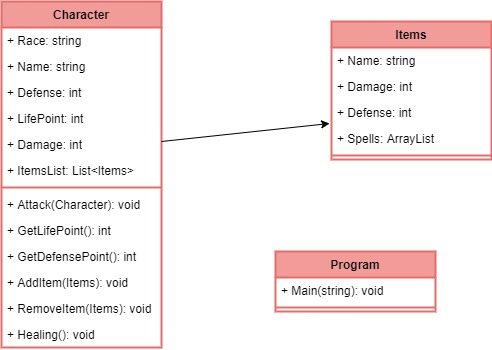 Character
+ Race: string
+ Name: string
+ Defense: int
+ LifePoint: int
+ Damage: int
+ ItemsList: List<Items>
+ Attack(Character): void
+ GetLifePoint(): int
+ GetDefensePoint(): int
+ AddItem(Items): void
+ RemoveItem(Items): void
+ Healing(): void
Items
+ Name: string
+ Damage: int
+ Defense: int
+ Spells: ArrayList
Program
+ Main(string): void